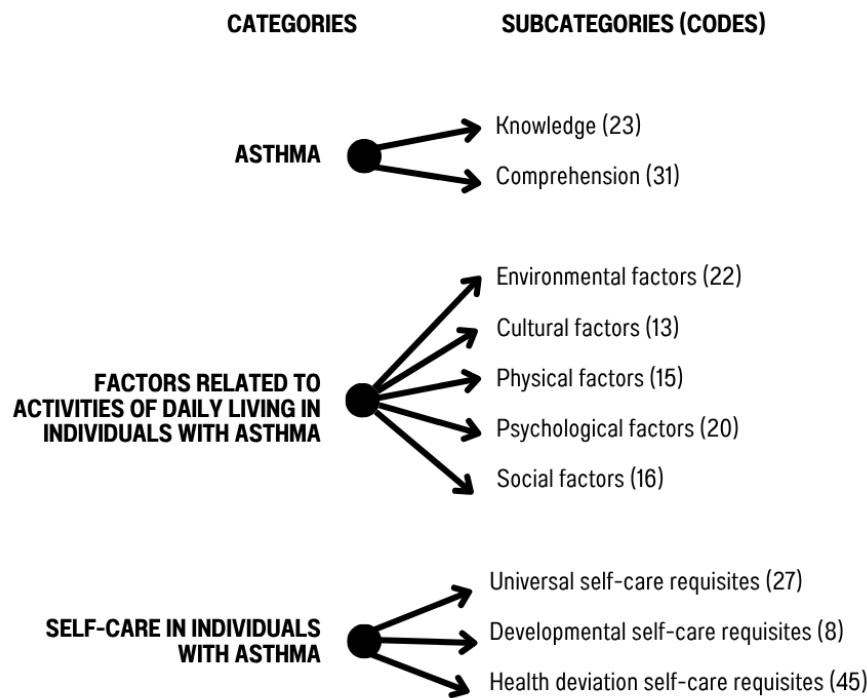 CATEGORIES
SUBCATEGORIES (CODES)
ASTHMA
Knowledge (23)
Comprehension (31)
FACTORS RELATED TO
ACTIVITIES OF DAILY LIVING IN
INDIVIDUALS WITH ASTHMA
Environmental factors (22)
Cultural factors (13)
Physical factors (15)
Psychological factors (20)
Social factors (16)
SELF-CARE IN INDIVIDUALS
WITH ASTHMA
Universal self-care requisites (27)
Developmental self-care requisites (8)
Health deviation self-care requisites (45)